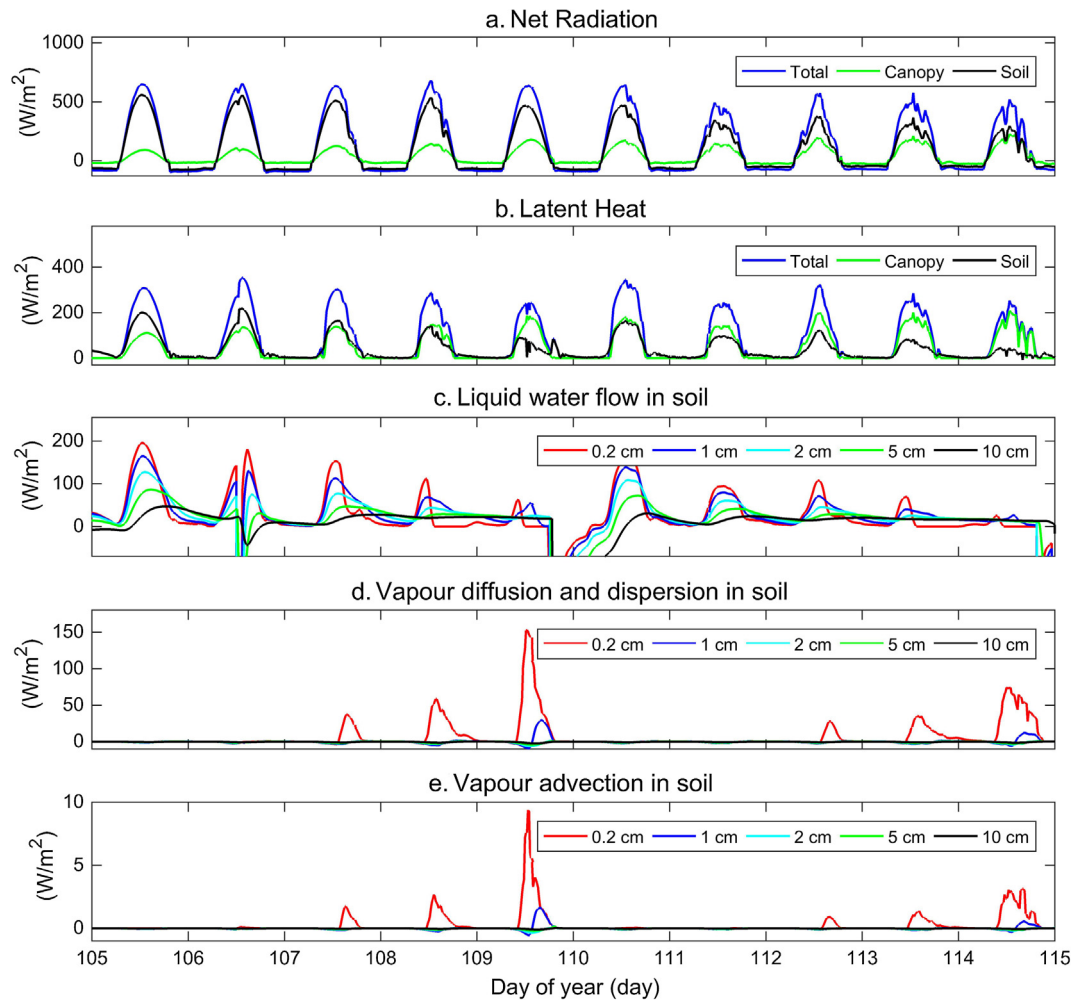 a. Net Radiation
(W/m²)
1000
500
0
Total Canopy Soil
b. Latent Heat
(W/m²)
400
200
0
Total Canopy Soil
c. Liquid water flow in soil
(W/m²)
200
100
0
0.2 cm 1 cm 2 cm 5 cm 10 cm
d. Vapour diffusion and dispersion in soil
(W/m²)
150
100
50
0
0.2 cm 1 cm 2 cm 5 cm 10 cm
e. Vapour advection in soil
(W/m²)
10
5
0
0.2 cm 1 cm 2 cm 5 cm 10 cm
105 106 107 108 109 110 111 112 113 114 115
Day of year (day)